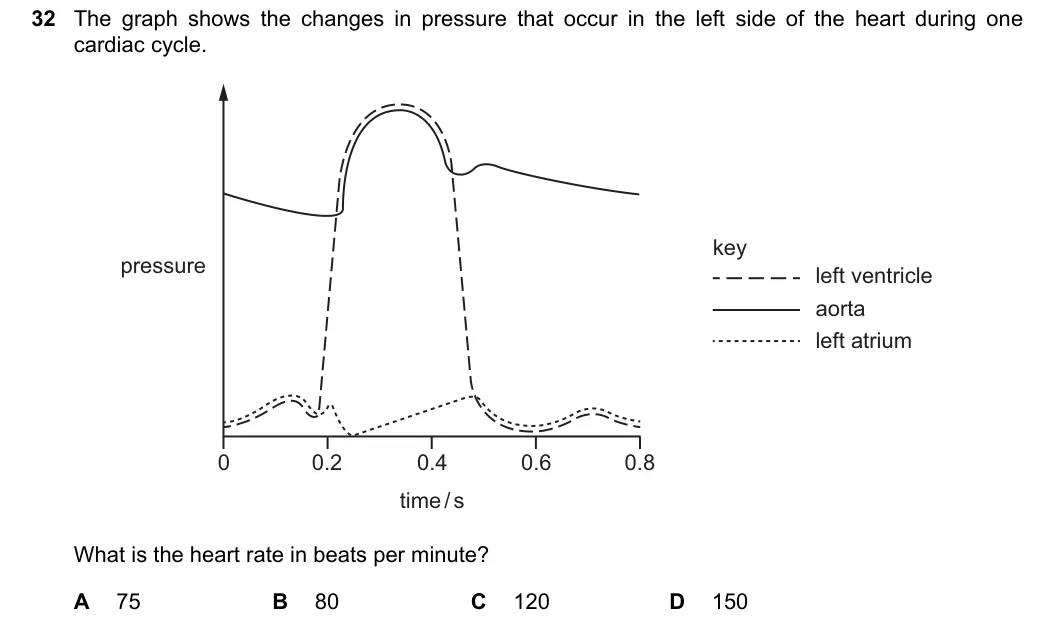 32 The graph shows the changes in pressure that occur in the left side of the heart during one
cardiac cycle.
pressure
key
left ventricle
aorta
left atrium
0 0.2 0.4 0.6 0.8
time / s
What is the heart rate in beats per minute?
A 75 B 80 C 120 D 150